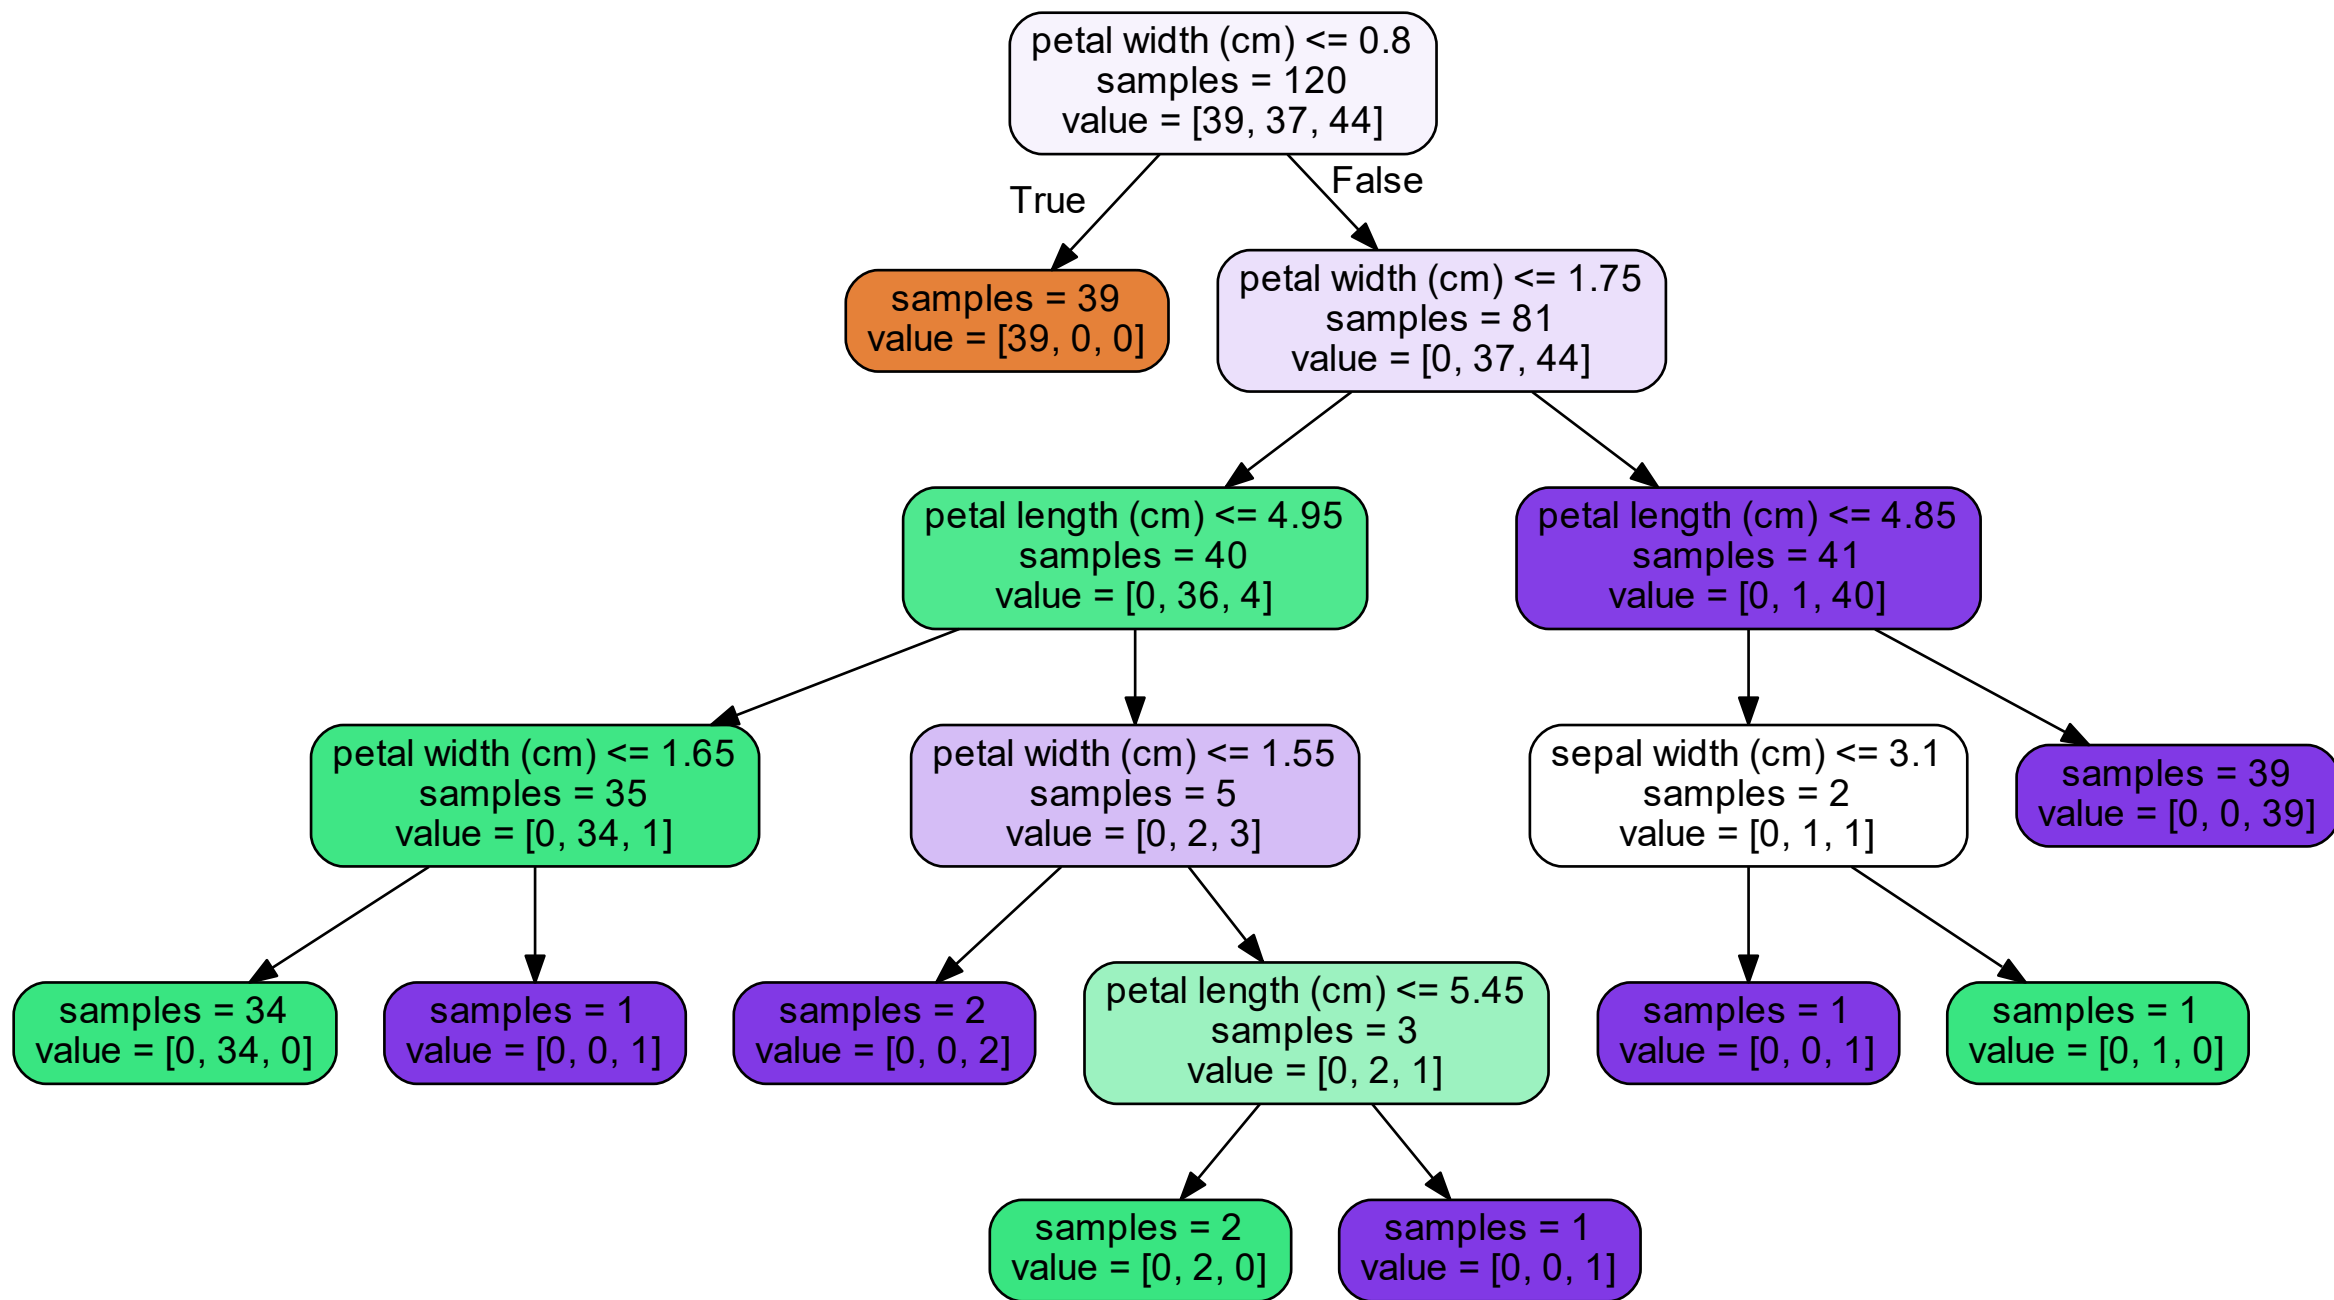 petal width (cm) <= 0.8
samples = 120
value = [39, 37, 44]
True
False
samples = 39
value = [39, 0, 0]
petal width (cm) <= 1.75
samples = 81
value = [0, 37, 44]
petal length (cm) <= 4.95
samples = 40
value = [0, 36, 4]
petal length (cm) <= 4.85
samples = 41
value = [0, 1, 40]
petal width (cm) <= 1.65
samples = 35
value = [0, 34, 1]
petal width (cm) <= 1.55
samples = 5
value = [0, 2, 3]
sepal width (cm) <= 3.1
samples = 2
value = [0, 1, 1]
samples = 39
value = [0, 0, 39]
samples = 34
value = [0, 34, 0]
samples = 1
value = [0, 0, 1]
samples = 2
value = [0, 0, 2]
petal length (cm) <= 5.45
samples = 3
value = [0, 2, 1]
samples = 1
value = [0, 0, 1]
samples = 1
value = [0, 1, 0]
samples = 2
value = [0, 2, 0]
samples = 1
value = [0, 0, 1]